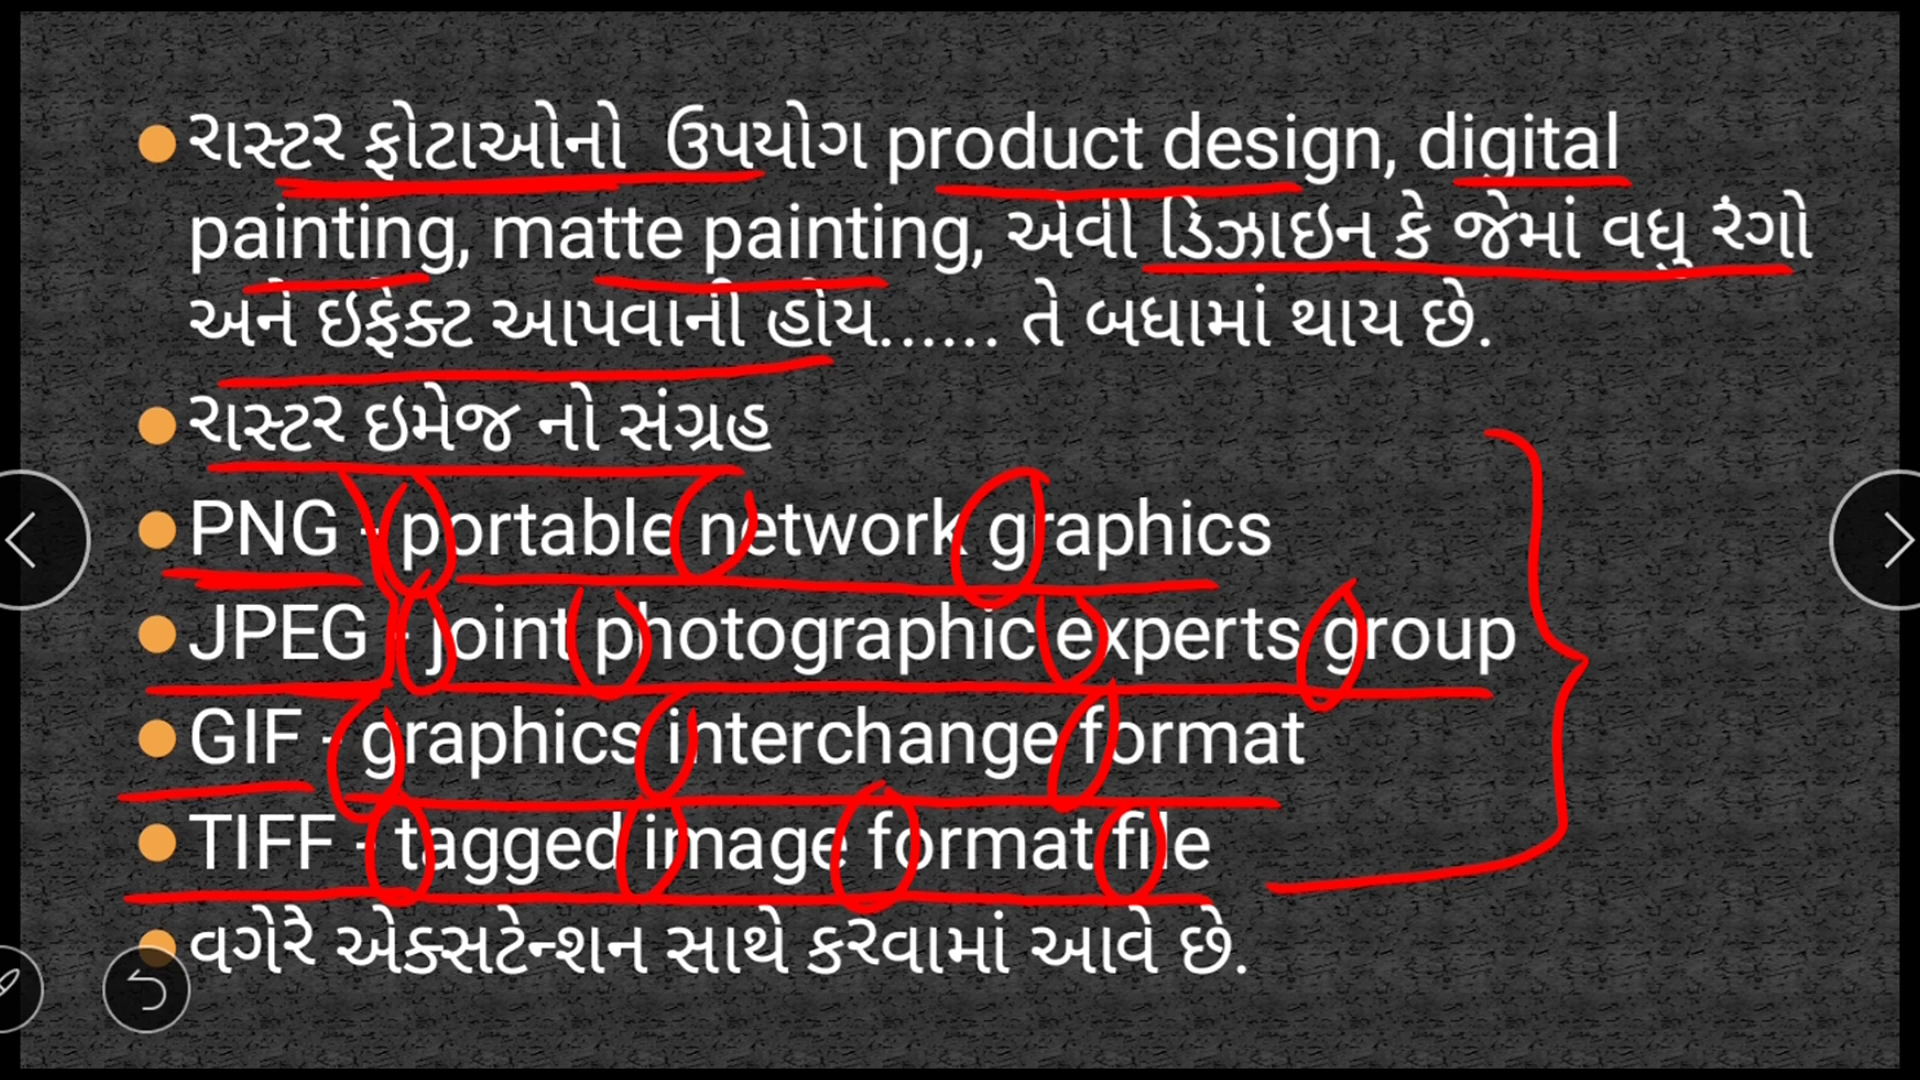 રાસ્ટર ફોટાઓનો ઉપયોગ product design, digital
painting, matte painting, એવી ડિઝાઇન કે જેમાં વધુ રંગો
અને ઇફેક્ટ આપવાની હોય...... તે બધામાં થાય છે.
રાસ્ટર ઇમેજ નો સંગ્રહ
PNG - portable network graphics
JPEG - joint photographic experts group
GIF - graphics interchange format
TIFF - tagged image format file
વગેરે એક્સટેન્શન સાથે કરવામાં આવે છે.